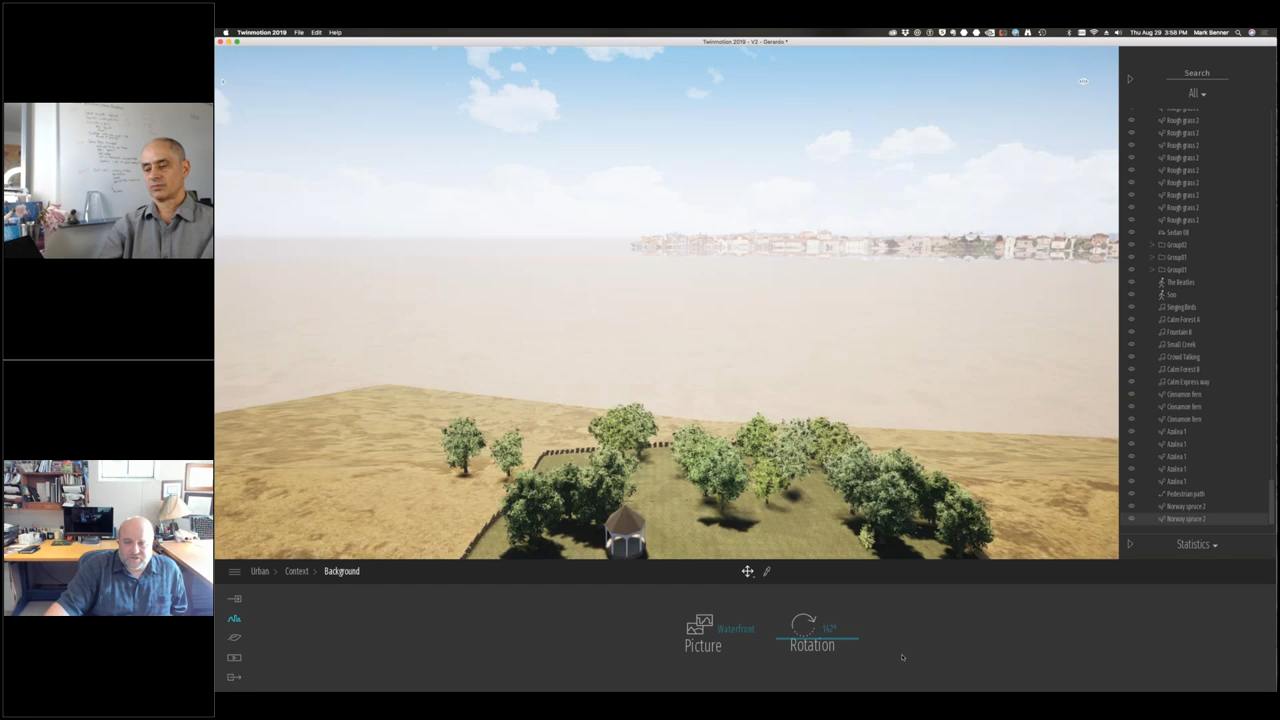 Twinmotion 2019 File Edit Help
Thu Aug 29 3:58 PM Mark Benner
Twinmotion 2019 - V2 - Gerardo *
Search
All
Rough grass 2
Rough grass 2
Rough grass 2
Rough grass 2
Rough grass 2
Rough grass 2
Rough grass 2
Rough grass 2
Rough grass 2
Sedan 08
Group02
Group01
Group01
The Beatles
Son
Singing Birds
Calm Forest A
Fountain B
Small Creek
Crowd Talking
Calm Forest B
Calm Express way
Cinnamon fern
Cinnamon fern
Cinnamon fern
Azalea 1
Azalea 1
Azalea 1
Azalea 1
Azalea 1
Pedestrian path
Norway spruce 2
Norway spruce 2
Statistics
Urban > Context > Background
Waterfront
Picture
142°
Rotation